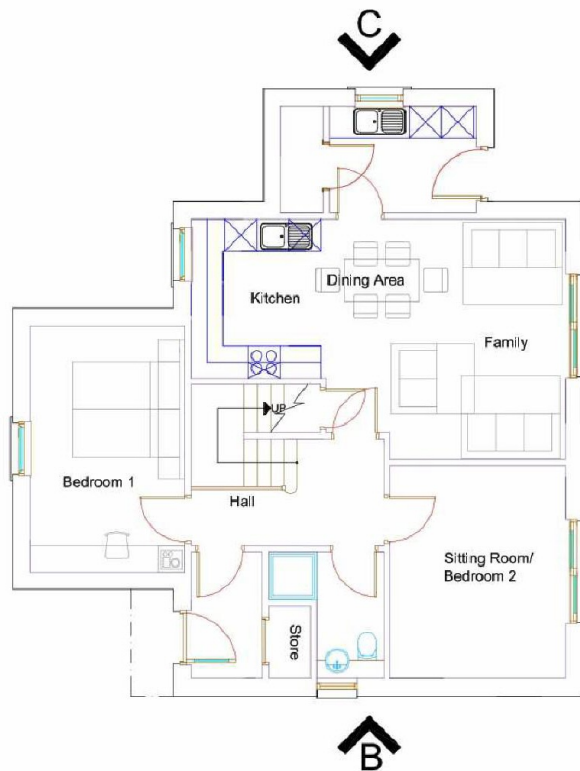 C
Dining Area
Kitchen
Family
UP
Bedroom 1
Hall
Sitting Room/
Bedroom 2
Store
B